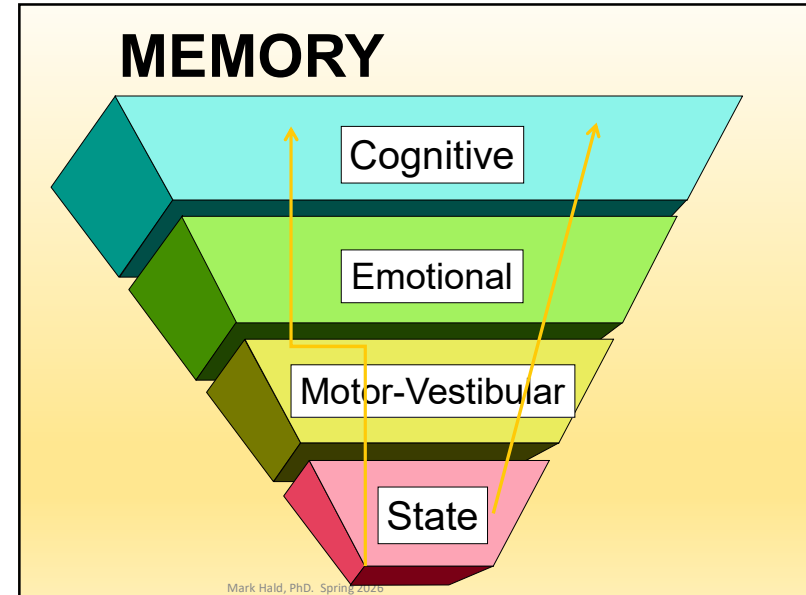 MEMORY
Cognitive
Emotional
Motor-Vestibular
State
Mark Hald, PhD. Spring 2026